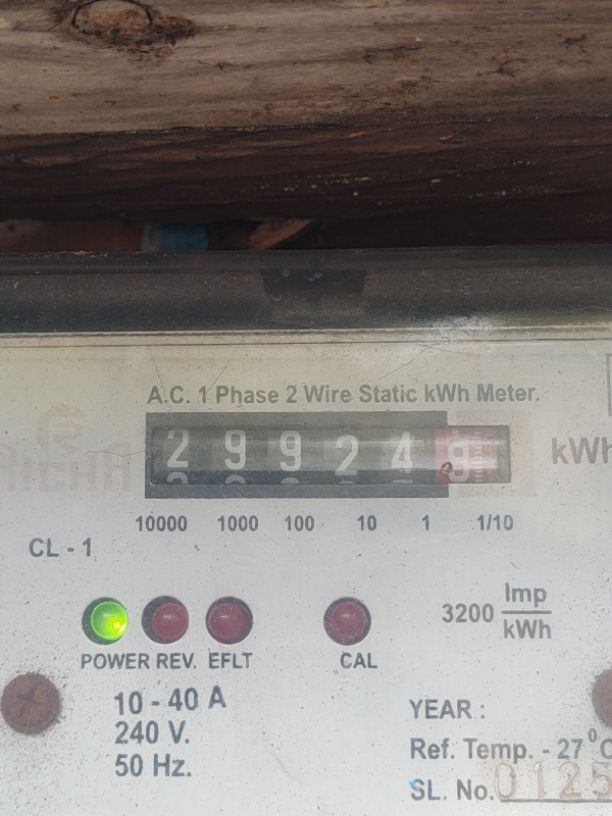 A.C. 1 Phase 2 Wire Static kWh Meter.
2 9 9 2 4 8 kWh
10000 1000 100 10 1 1/10
CL - 1
3200 Imp
kWh
POWER REV. EFLT CAL
10 - 40 A
240 V.
50 Hz.
YEAR :
Ref. Temp. - 27°C
SL. No. 0125